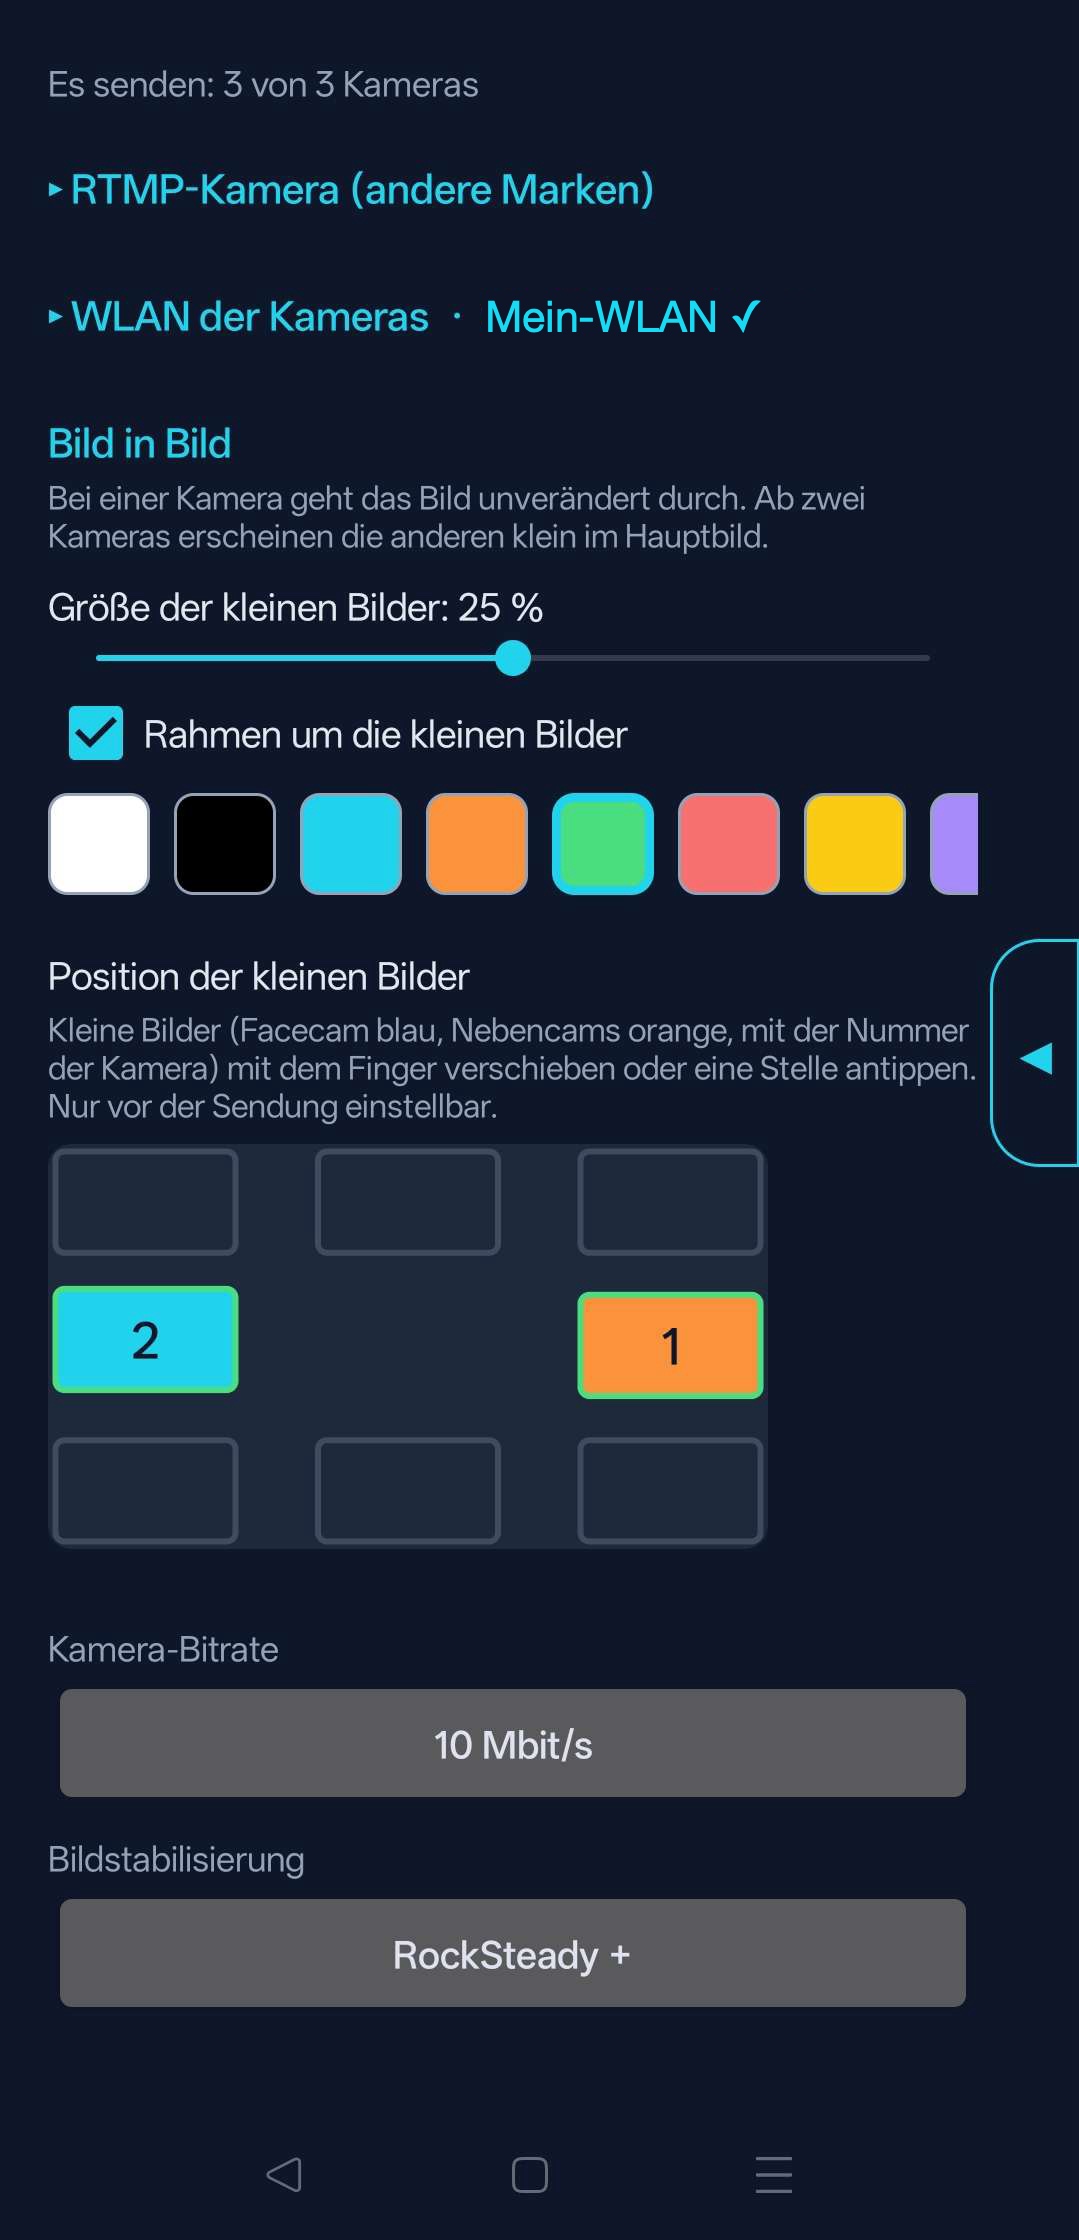 Es senden: 3 von 3 Kameras
▸ RTMP-Kamera (andere Marken)
▸ WLAN der Kameras · Mein-WLAN ✓
Bild in Bild
Bei einer Kamera geht das Bild unverändert durch. Ab zwei
Kameras erscheinen die anderen klein im Hauptbild.
Größe der kleinen Bilder: 25 %
Rahmen um die kleinen Bilder
Position der kleinen Bilder
Kleine Bilder (Facecam blau, Nebencams orange, mit der Nummer
der Kamera) mit dem Finger verschieben oder eine Stelle antippen.
Nur vor der Sendung einstellbar.
2
1
Kamera-Bitrate
10 Mbit/s
Bildstabilisierung
RockSteady +